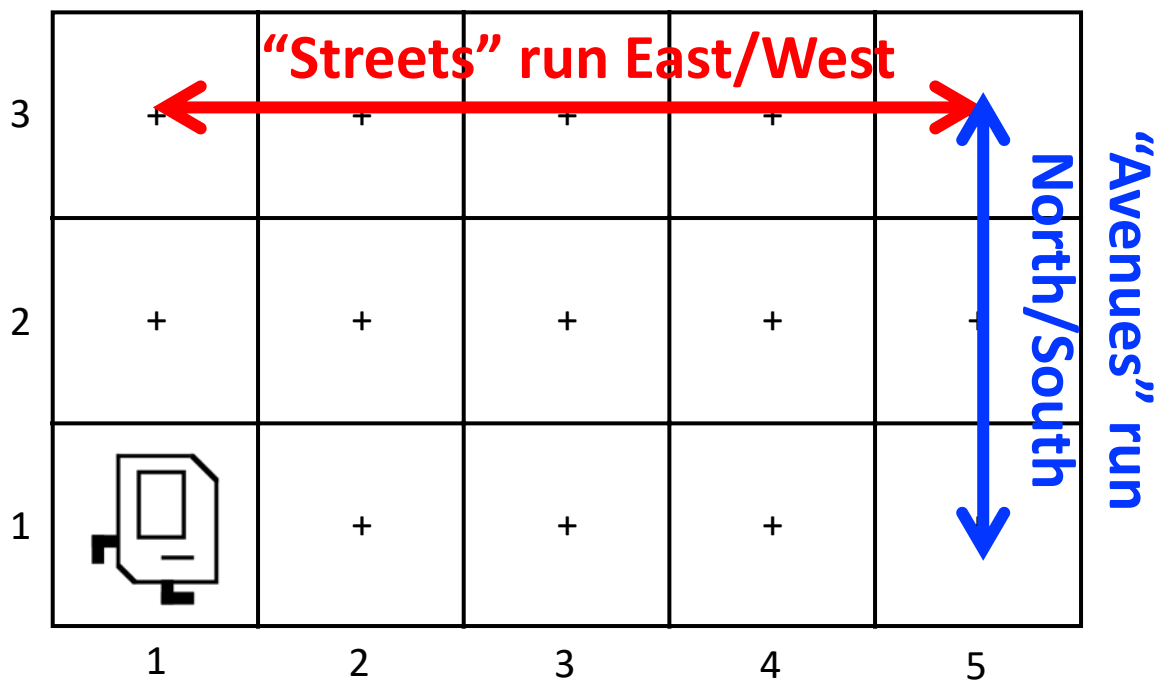 “Streets” run East/West
3
2
1
1 2 3 4 5
“Avenues” run
North/South